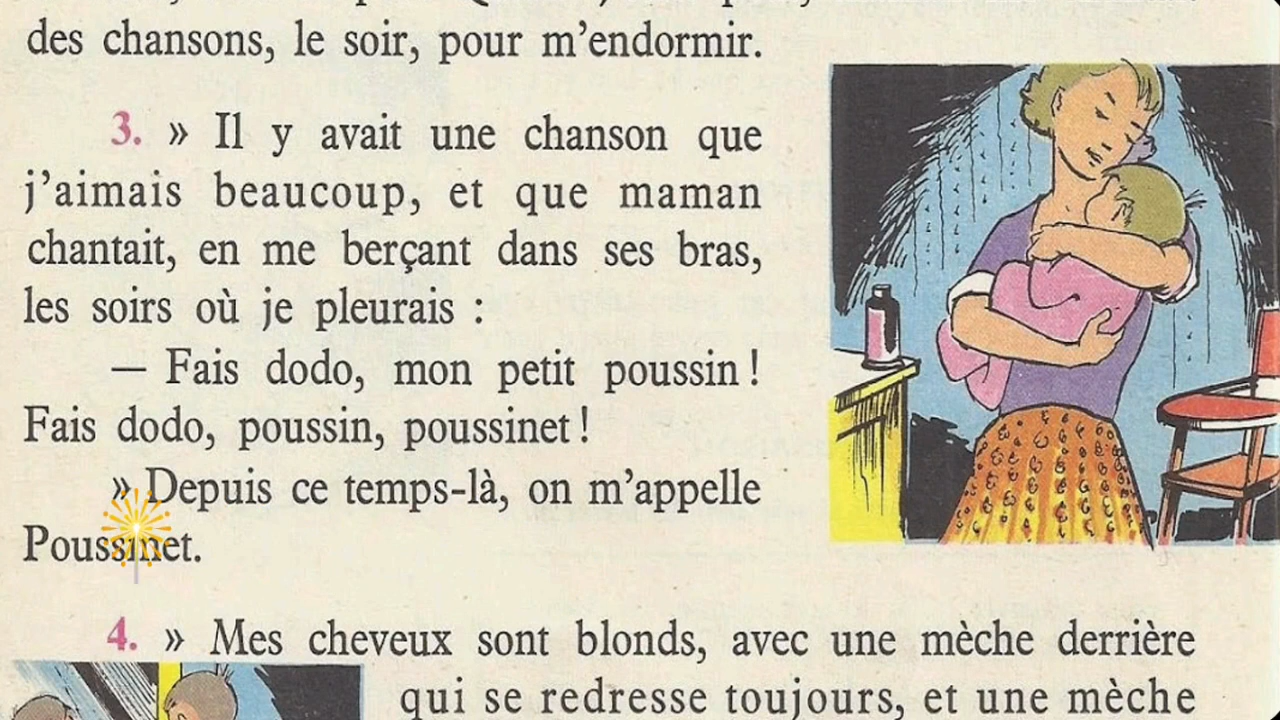 des chansons, le soir, pour m'endormir.
3. » Il y avait une chanson que
j'aimais beaucoup, et que maman
chantait, en me berçant dans ses bras,
les soirs où je pleurais :
— Fais dodo, mon petit poussin !
Fais dodo, poussin, poussinet !
» Depuis ce temps-là, on m'appelle
Poussinet.
4. » Mes cheveux sont blonds, avec une mèche derrière
qui se redresse toujours, et une mèche